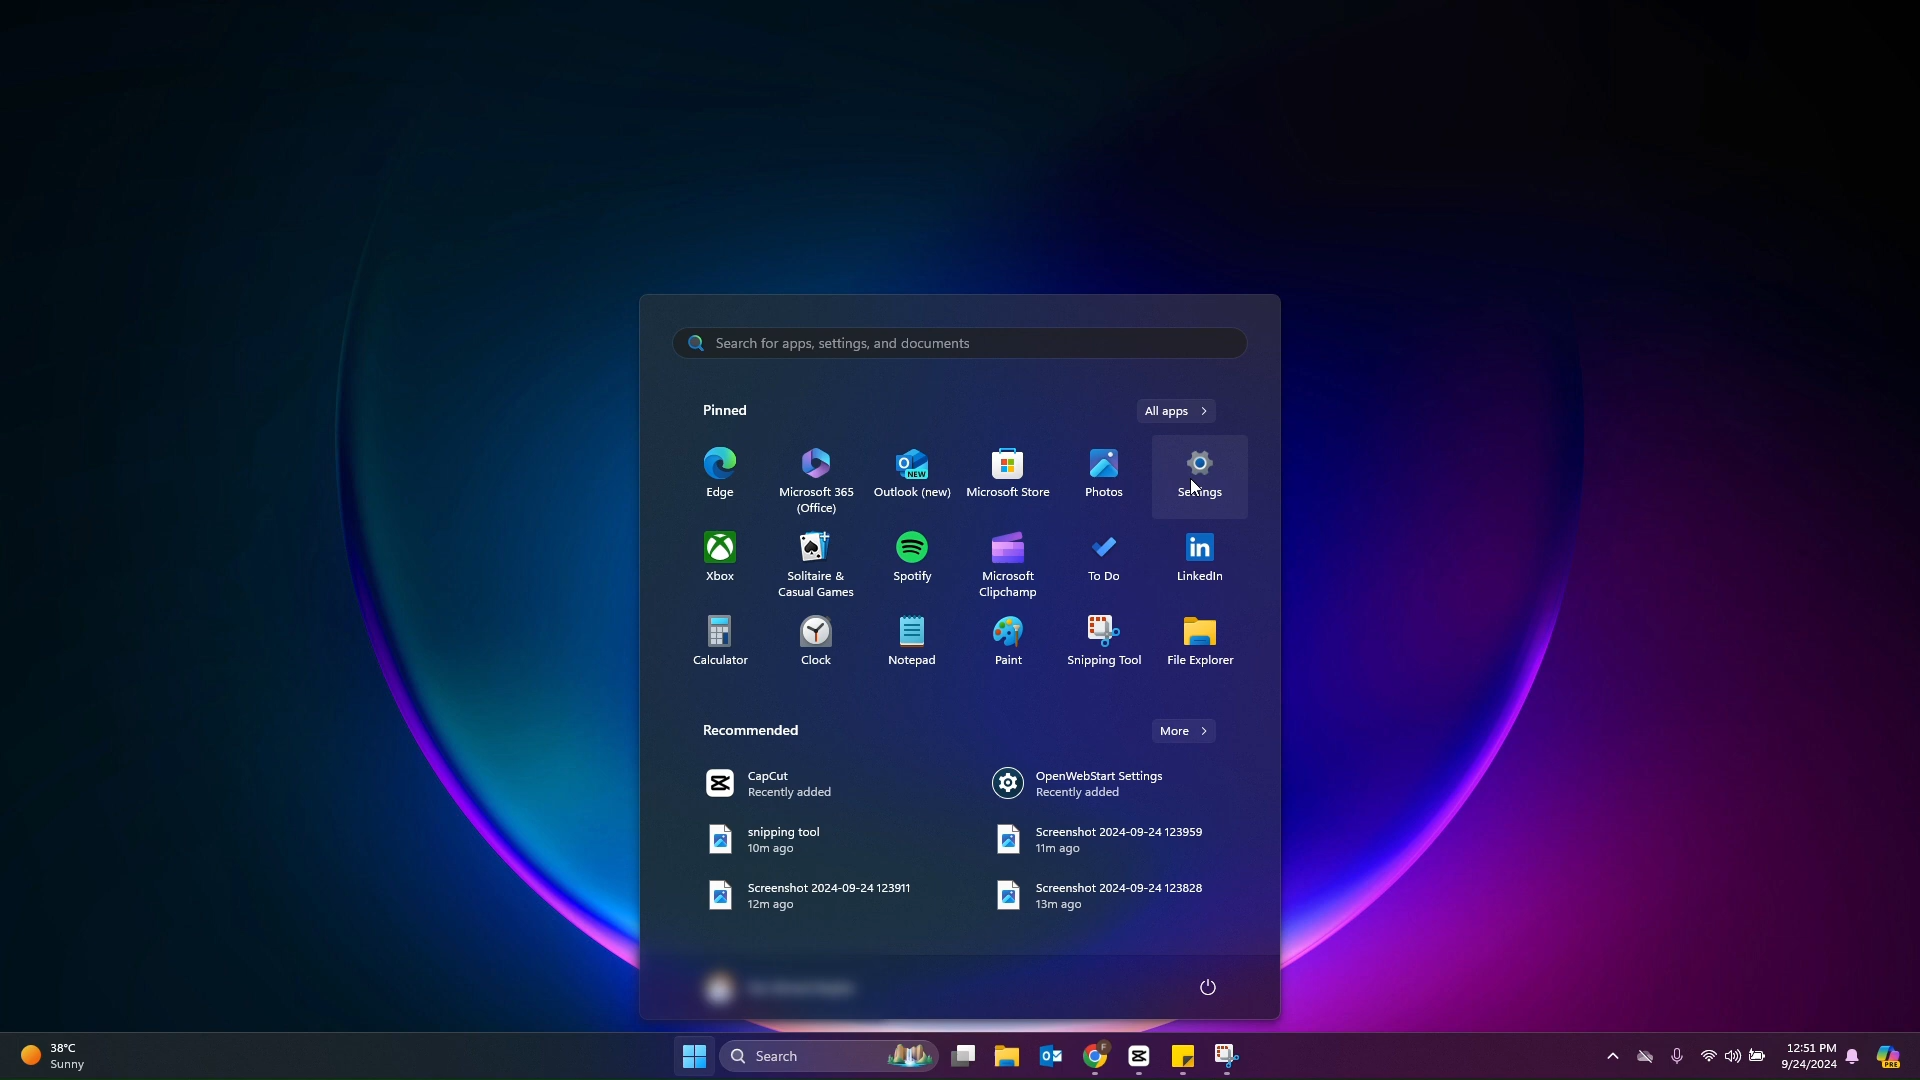 Search for apps, settings, and documents
Pinned
All apps
Edge
Microsoft 365
(Office)
Outlook (new)
Microsoft Store
Photos
Settings
Xbox
Solitaire &
Casual Games
Spotify
Microsoft
Clipchamp
To Do
LinkedIn
Calculator
Clock
Notepad
Paint
Snipping Tool
File Explorer
Recommended
More
CapCut
Recently added
OpenWebStart Settings
Recently added
snipping tool
10m ago
Screenshot 2024-09-24 123959
11m ago
Screenshot 2024-09-24 123911
12m ago
Screenshot 2024-09-24 123828
13m ago
38°C
Sunny
Search
12:51 PM
9/24/2024